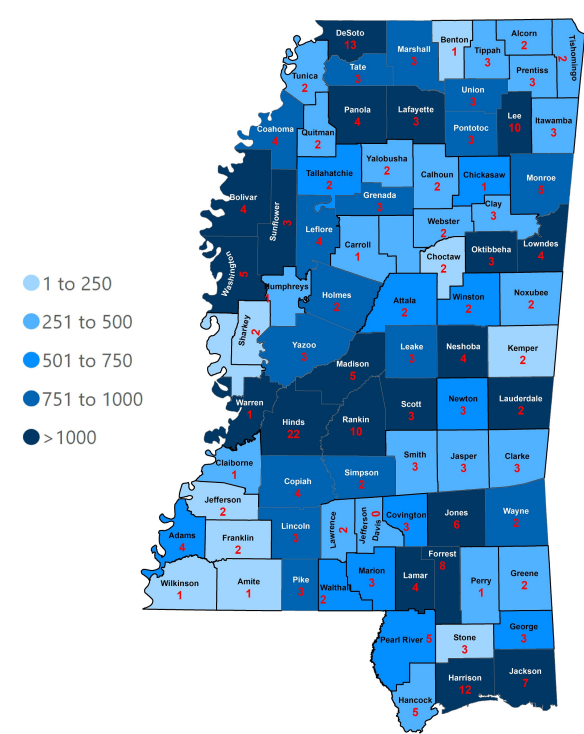 DeSoto
13
Marshall
3
Benton
1
Tippah
3
Alcorn
2
Tishomingo
2
Tunica
2
Tate
3
Prentiss
3
Union
3
Panola
4
Lafayette
3
Lee
10
Itawamba
3
Pontotoc
3
Coahoma
4
Quitman
2
Yalobusha
2
Tallahatchie
2
Calhoun
2
Chickasaw
1
Monroe
Bolivar
4
Sunflower
3
Grenada
Clay
3
Leflore
4
Webster
2
Carroll
1
Choctaw
2
Oktibbeha
3
Lowndes
4
Washington
5
Humphreys
3
Holmes
2
Attala
2
Winston
2
Noxubee
2
Sharkey
2
Yazoo
3
Madison
5
Leake
3
Neshoba
4
Kemper
2
Warren
1
Hinds
22
Rankin
10
Scott
3
Newton
3
Lauderdale
2
Claiborne
1
Copiah
4
Simpson
2
Smith
3
Jasper
3
Clarke
3
Jefferson
2
Adams
4
Franklin
2
Lincoln
3
Lawrence
2
Jefferson
Davis
0
Covington
3
Jones
6
Wayne
2
Wilkinson
1
Amite
1
Pike
3
Walthall
2
Marion
3
Lamar
4
Forrest
8
Perry
1
Greene
2
Pearl River
5
Stone
3
George
3
Hancock
5
Harrison
12
Jackson
7
1 to 250
251 to 500
501 to 750
751 to 1000
>1000